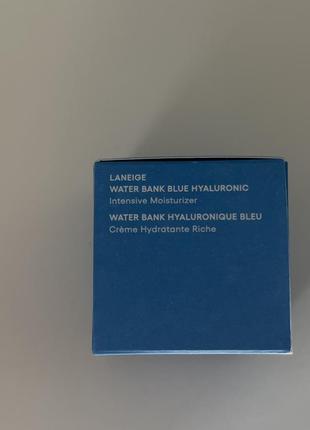 LANEIGE
WATER BANK BLUE HYALURONIC
Intensive Moisturizer
WATER BANK HYALURONIQUE BLEU
Crème Hydratante Riche